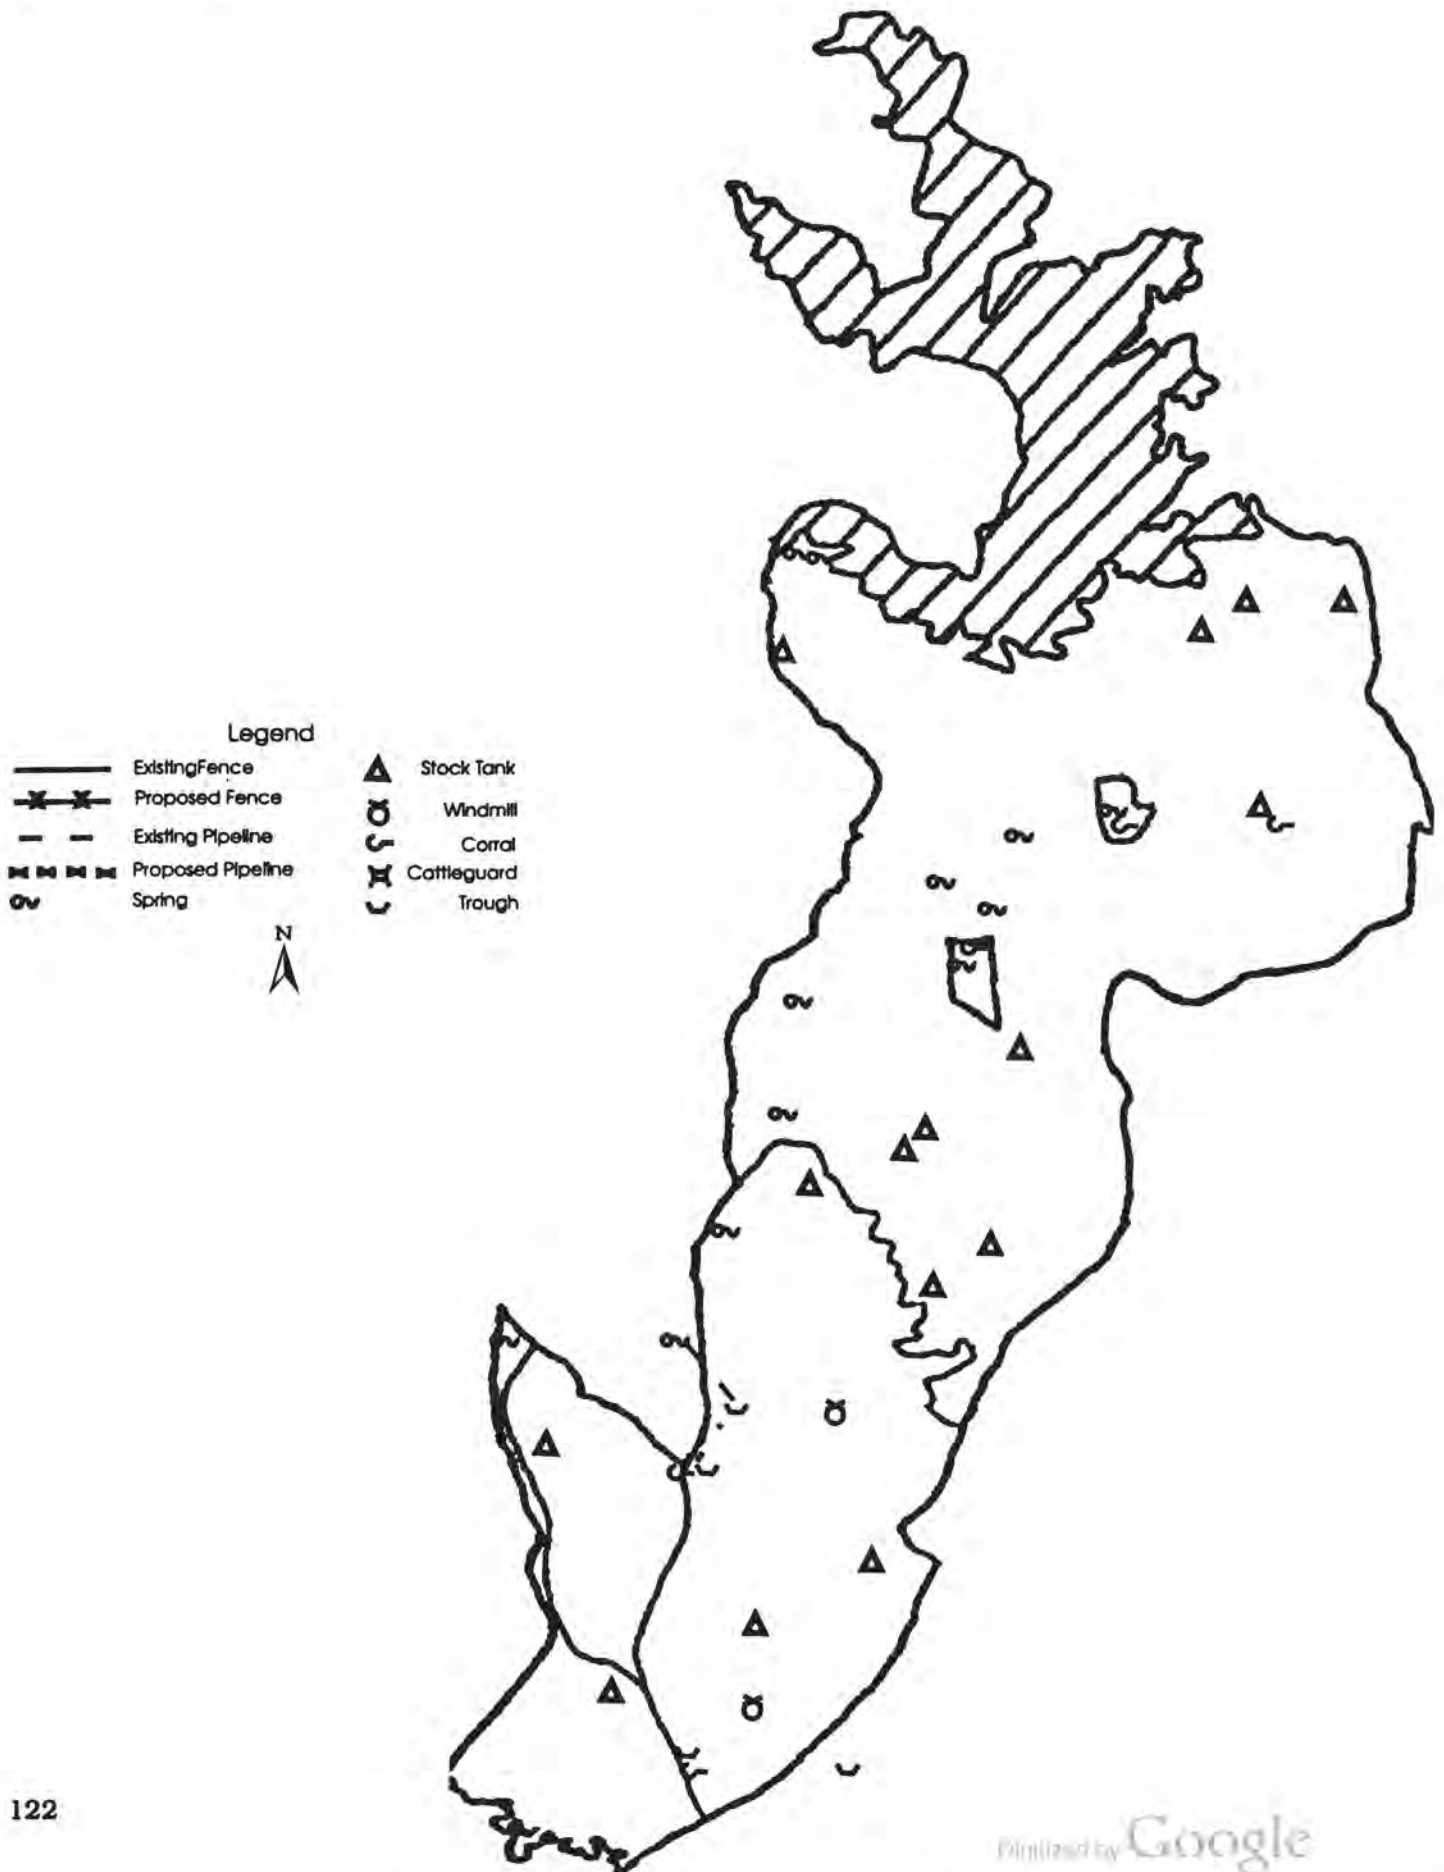 Legend
ExistingFence
Proposed Fence
Existing Pipeline
Proposed Pipeline
Spring
Stock Tank
Windmill
Corral
Cattleguard
Trough
N
122
Digitized by Google